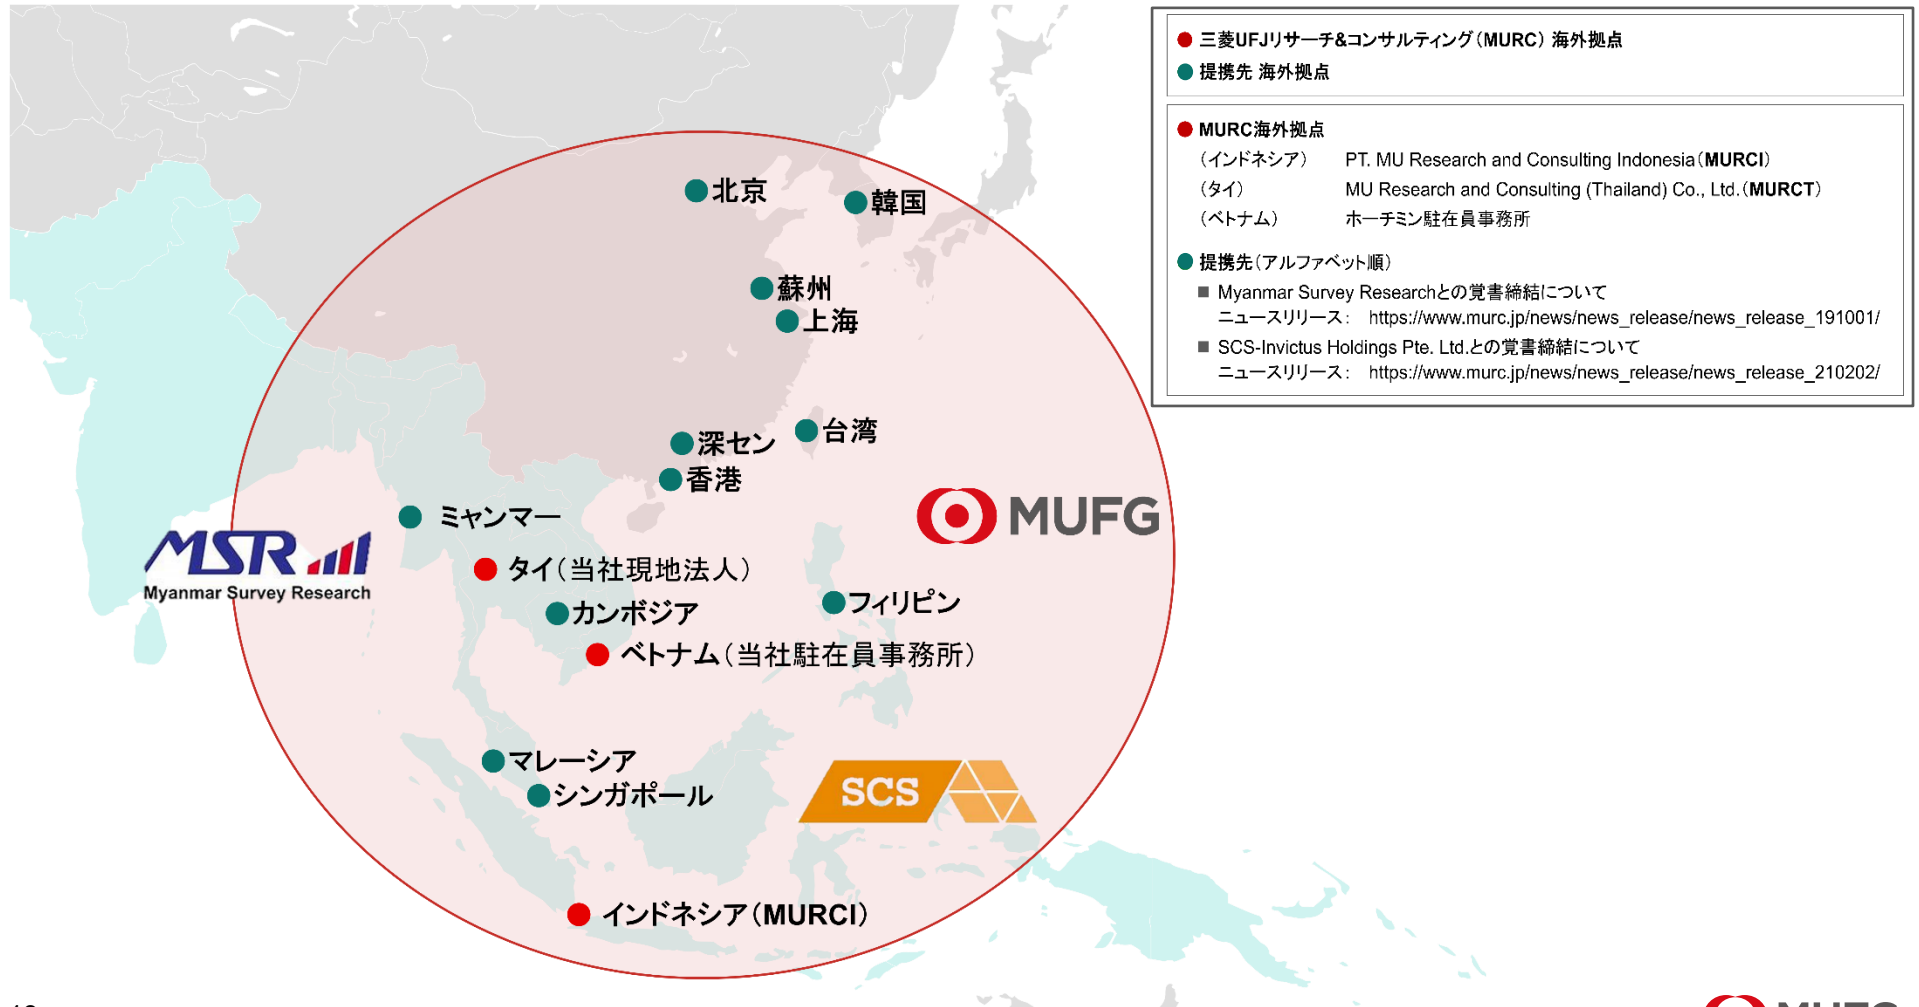 ● 三菱UFJリサーチ&コンサルティング（MURC） 海外拠点
● 提携先 海外拠点
● MURC海外拠点
（インドネシア） PT. MU Research and Consulting Indonesia（MURCI）
（タイ） MU Research and Consulting (Thailand) Co., Ltd.（MURCT）
（ベトナム） ホーチミン駐在員事務所
● 提携先（アルファベット順）
■ Myanmar Survey Researchとの覚書締結について
ニュースリリース： https://www.murc.jp/news/news_release/news_release_191001/
■ SCS-Invictus Holdings Pte. Ltd.との覚書締結について
ニュースリリース： https://www.murc.jp/news/news_release/news_release_210202/
北京
韓国
蘇州
上海
台湾
深セン
香港
MUFG
ミャンマー
MSR
Myanmar Survey Research
タイ（当社現地法人）
カンボジア
フィリピン
ベトナム（当社駐在員事務所）
マレーシア
シンガポール
SCS
インドネシア（MURCI）